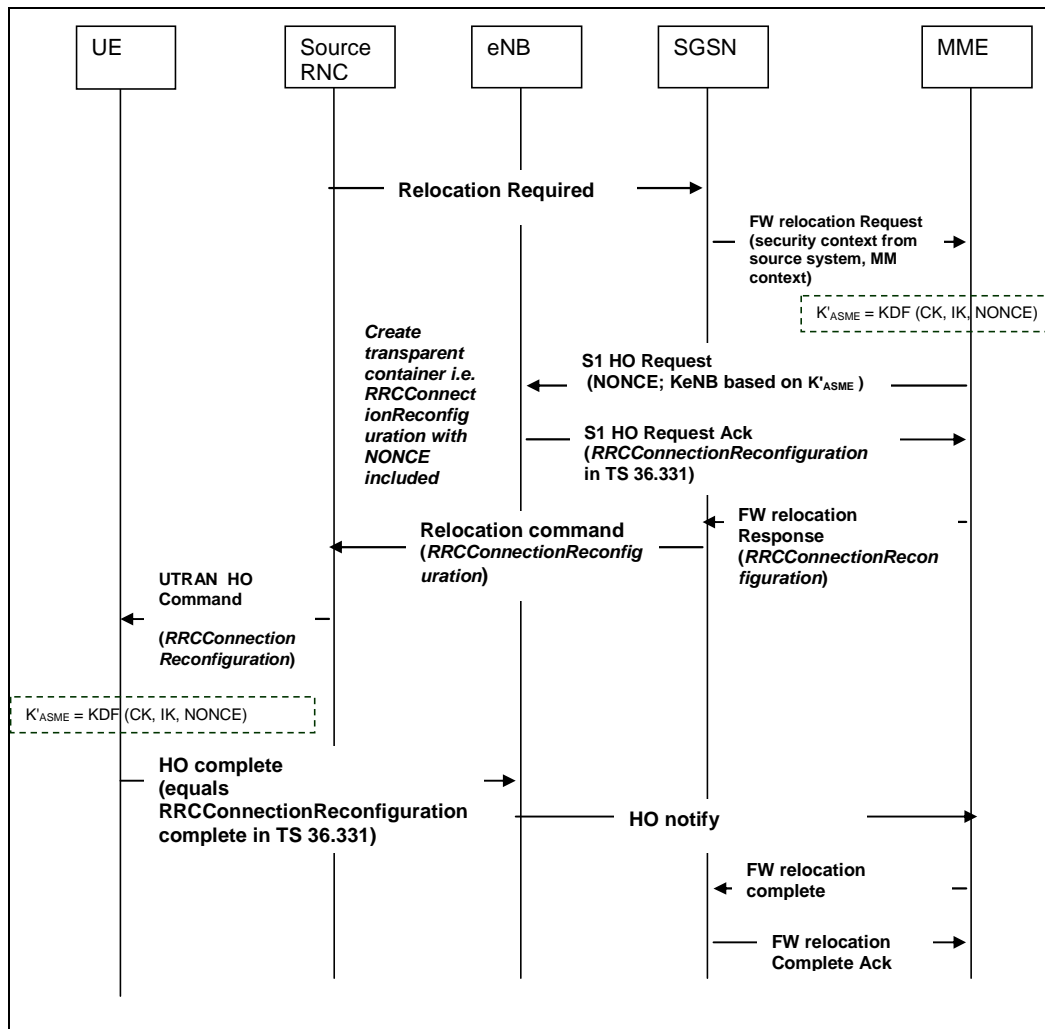 UE
Source
RNC
eNB
SGSN
MME
Relocation Required
FW relocation Request
(security context from
source system, MM
context)
K'ASME = KDF (CK, IK, NONCE)
Create
transparent
container i.e.
RRCConnect
ionReconfig
uration with
NONCE
included
S1 HO Request
(NONCE; KeNB based on K'ASME )
S1 HO Request Ack
(RRCConnectionReconfiguration
in TS 36.331)
FW relocation
Response
(RRCConnectionRecon
figuration)
Relocation command
(RRCConnectionReconfig
uration)
UTRAN HO
Command
(RRCConnection
Reconfiguration)
K'ASME = KDF (CK, IK, NONCE)
HO complete
(equals
RRCConnectionReconfiguration
complete in TS 36.331)
HO notify
FW relocation
complete
FW relocation
Complete Ack